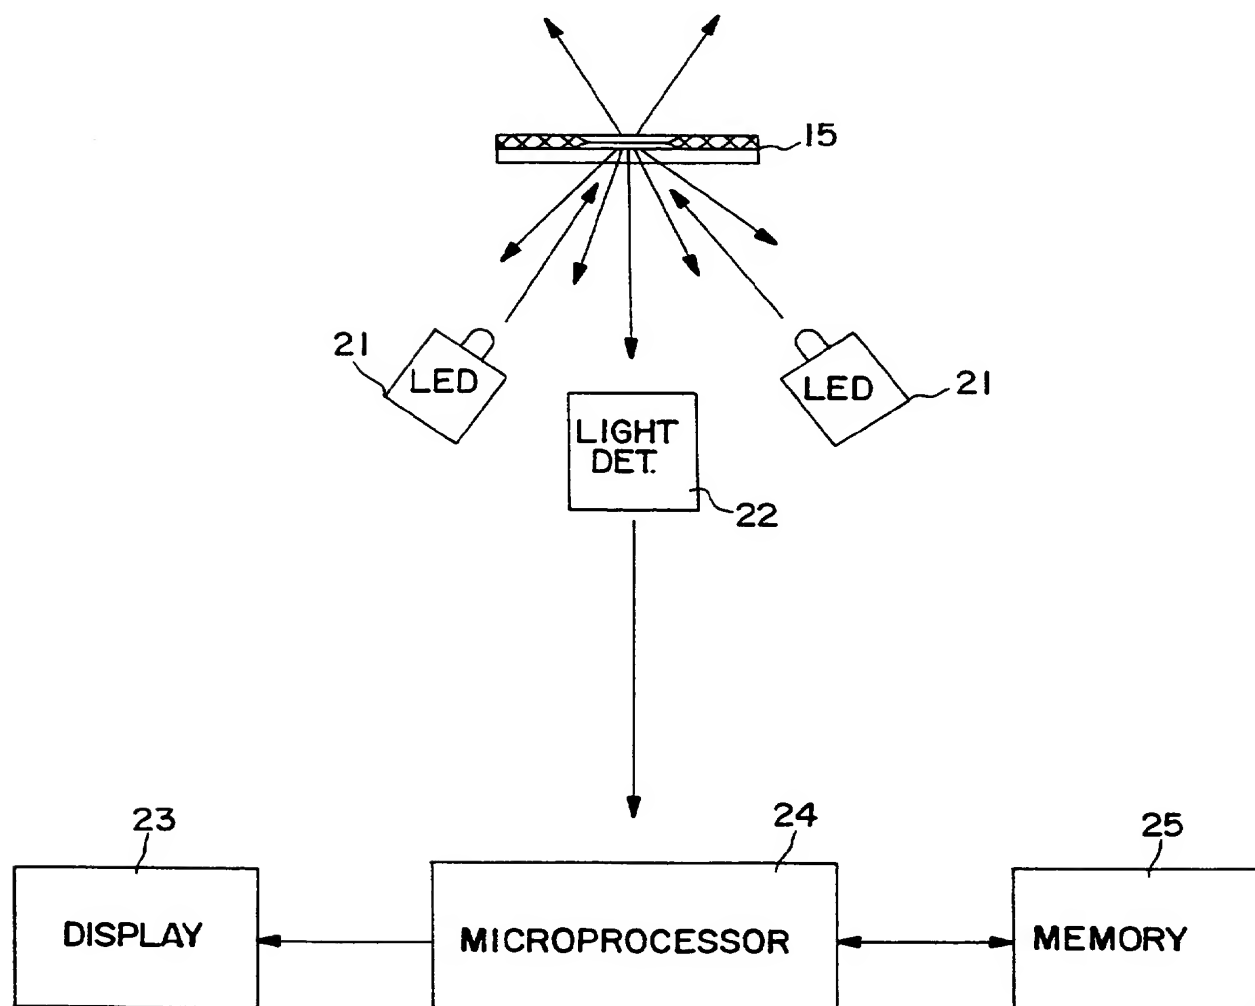 15
21
LED
LED
21
LIGHT
DET.
22
23
24
25
DISPLAY
MICROPROCESSOR
MEMORY